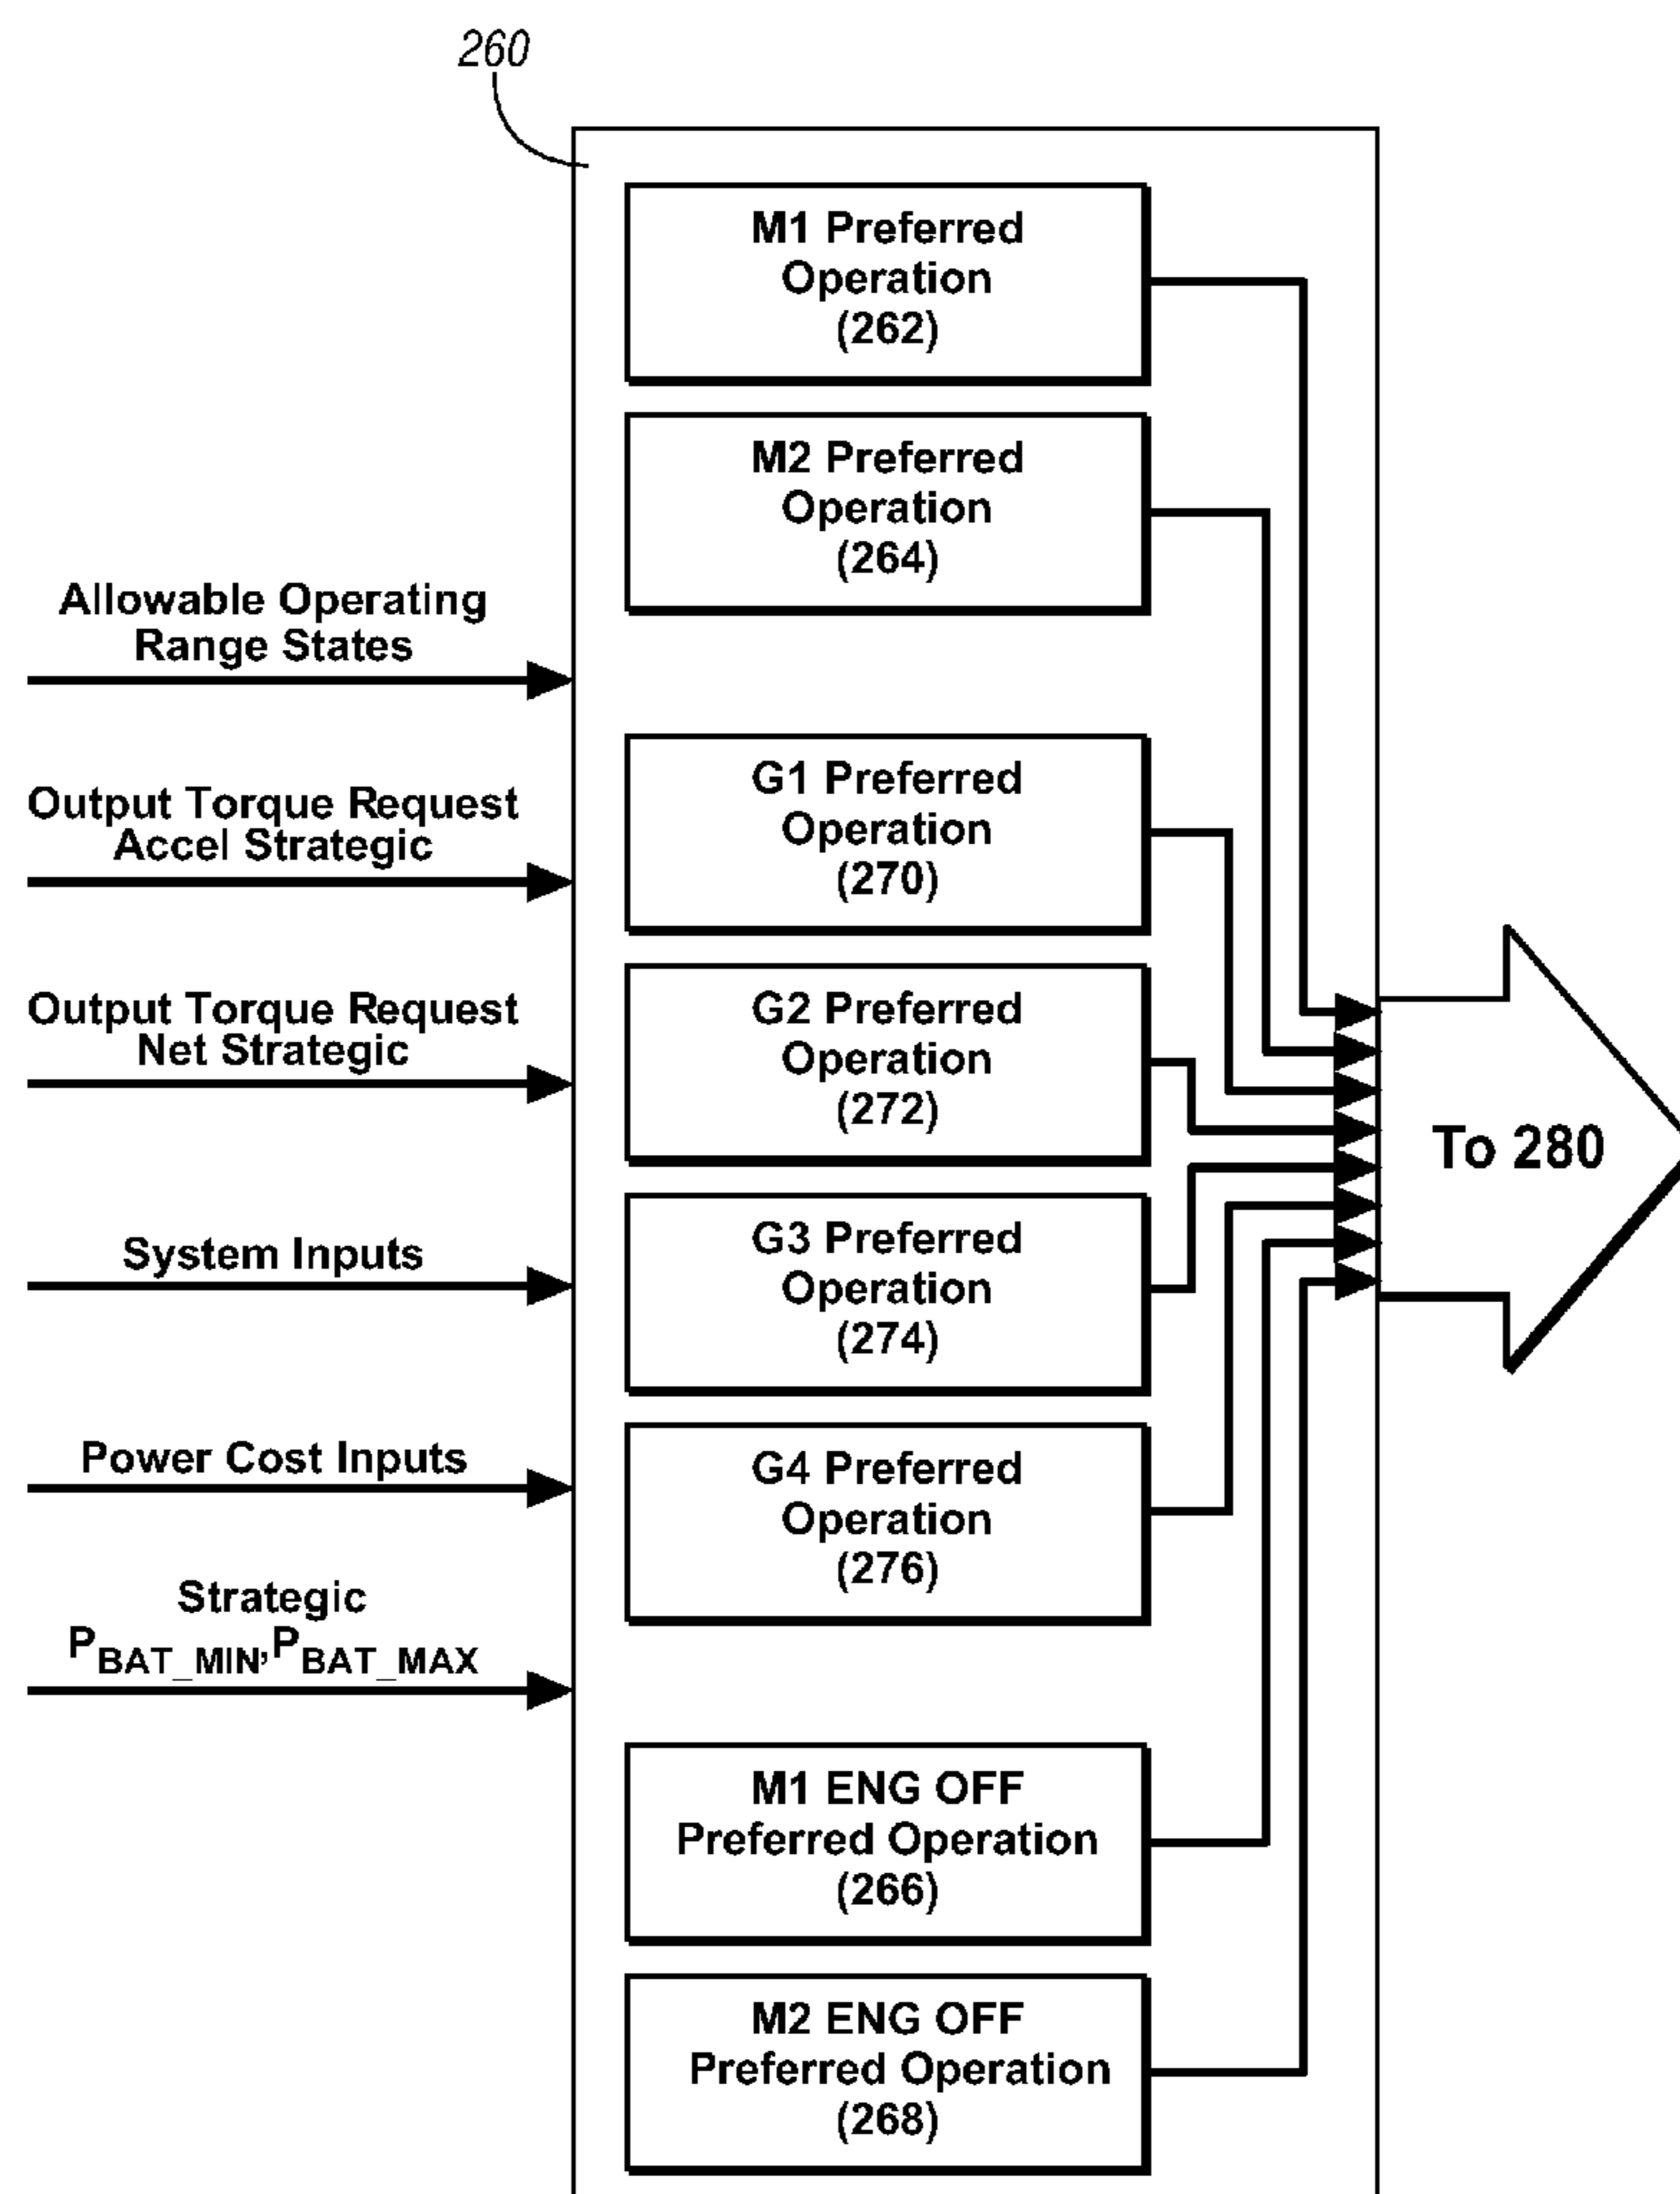 260
M1 Preferred
Operation
(262)
M2 Preferred
Operation
(264)
Allowable Operating
Range States
G1 Preferred
Operation
(270)
Output Torque Request
Accel Strategic
G2 Preferred
Operation
(272)
Output Torque Request
Net Strategic
To 280
G3 Preferred
Operation
(274)
System Inputs
G4 Preferred
Operation
(276)
Power Cost Inputs
Strategic
PBAT_MIN,PBAT_MAX
M1 ENG OFF
Preferred Operation
(266)
M2 ENG OFF
Preferred Operation
(268)